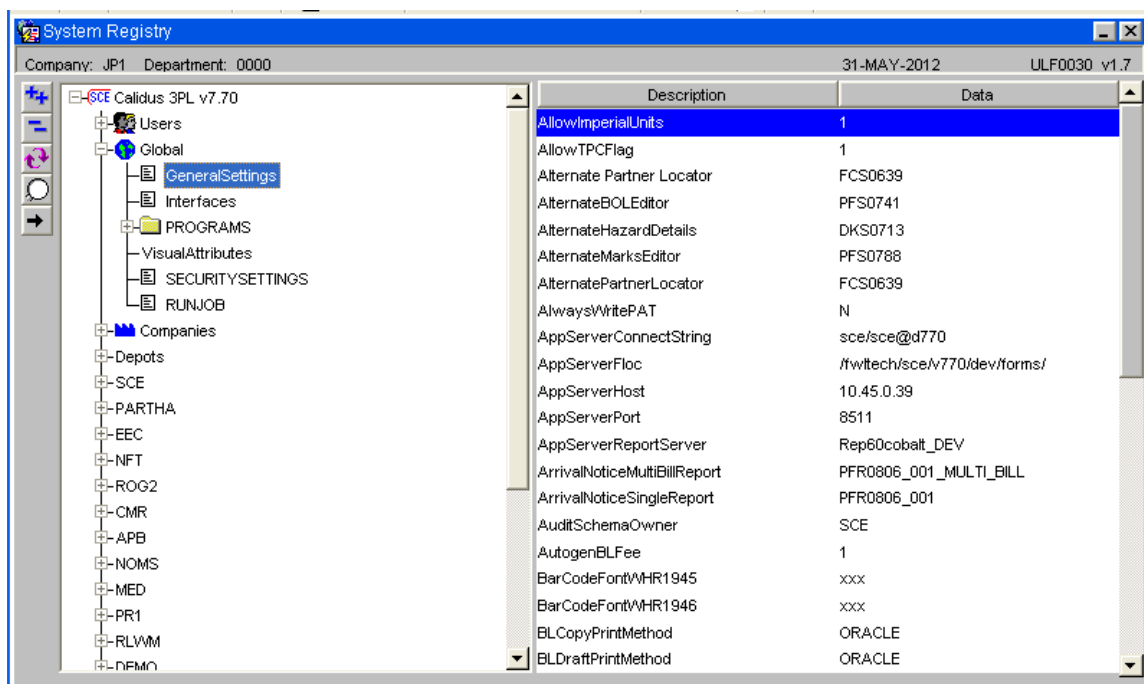 System Registry
Company: JP1 Department: 0000 31-MAY-2012 ULF0030 v1.7
SCE Calidus 3PL v7.70
Users
Global
GeneralSettings
Interfaces
PROGRAMS
VisualAttributes
SECURITYSETTINGS
RUNJOB
Companies
Depots
SCE
PARTHA
EEC
NFT
ROG2
CMR
APB
NOMS
MED
PR1
RLWM
DEMO
Description Data
AllowImperialUnits 1
AllowTPCFlag 1
Alternate Partner Locator FCS0639
AlternateBOLEditor PFS0741
AlternateHazardDetails DKS0713
AlternateMarksEditor PFS0788
AlternatePartnerLocator FCS0639
AlwaysWritePAT N
AppServerConnectString sce/sce@d770
AppServerFloc /fwltech/sce/v770/dev/forms/
AppServerHost 10.45.0.39
AppServerPort 8511
AppServerReportServer Rep60cobalt_DEV
ArrivalNoticeMultiBillReport PFR0806_001_MULTI_BILL
ArrivalNoticeSingleReport PFR0806_001
AuditSchemaOwner SCE
AutogenBLFee 1
BarCodeFontWHR1945 xxx
BarCodeFontWHR1946 xxx
BLCopyPrintMethod ORACLE
BLDraftPrintMethod ORACLE